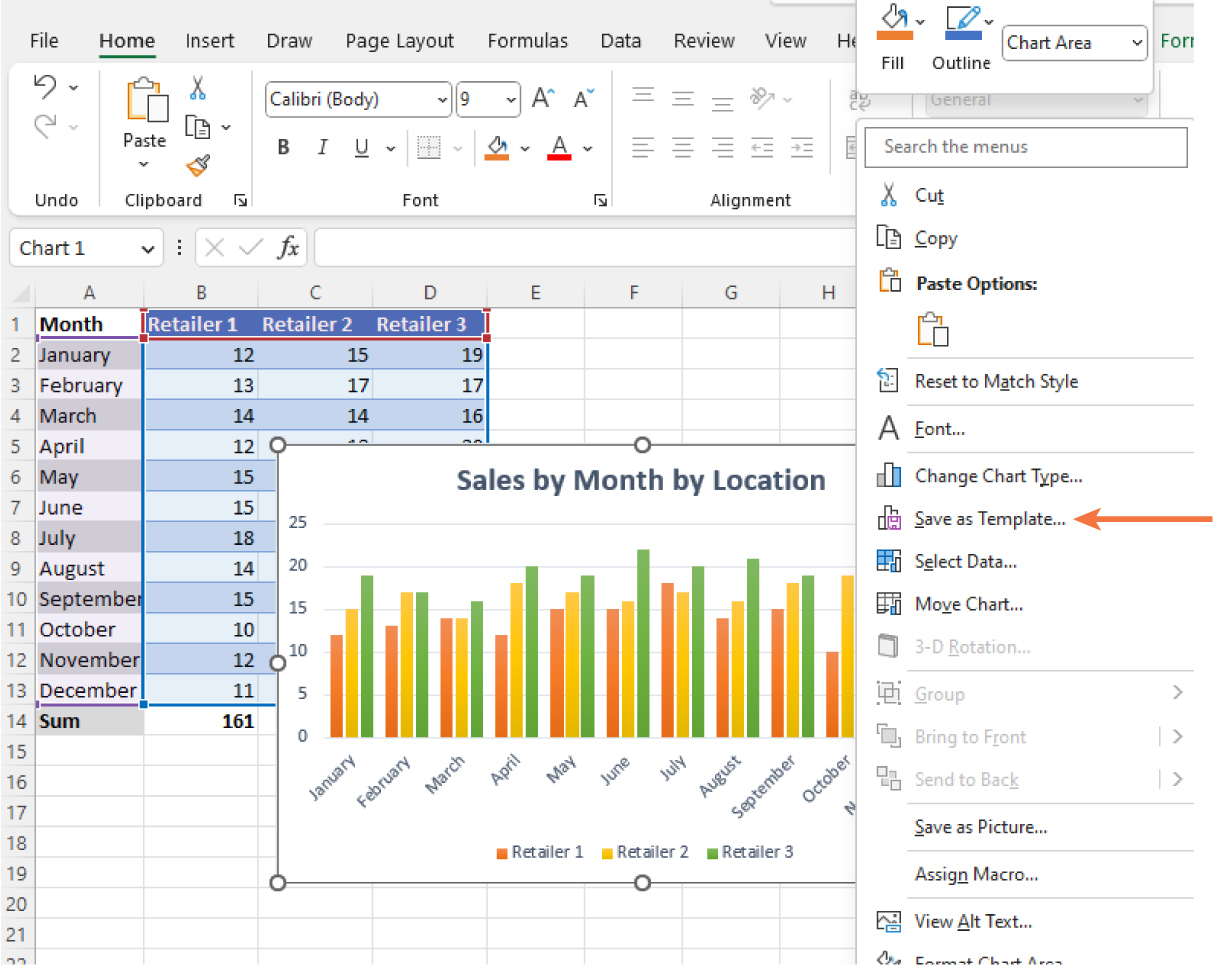 File Home Insert Draw Page Layout Formulas Data Review View
Fill Outline Chart Area
Calibri (Body) 9
General
Paste
B I U A
Undo Clipboard Font Alignment
Chart 1 fx
A B C D E F G H
1 Month Retailer 1 Retailer 2 Retailer 3
2 January 12 15 19
3 February 13 17 17
4 March 14 14 16
5 April 12
6 May 15
7 June 15
8 July 18
9 August 14
10 September 15
11 October 10
12 November 12
13 December 11
14 Sum 161
15
16
17
18
19
20
21
22
Sales by Month by Location
25
20
15
10
5
0
January February March April May June July August September October
Retailer 1 Retailer 2 Retailer 3
Search the menus
Cut
Copy
Paste Options:
Reset to Match Style
Font...
Change Chart Type...
Save as Template...
Select Data...
Move Chart...
3-D Rotation...
Group
Bring to Front
Send to Back
Save as Picture...
Assign Macro...
View Alt Text...
Format Chart Area